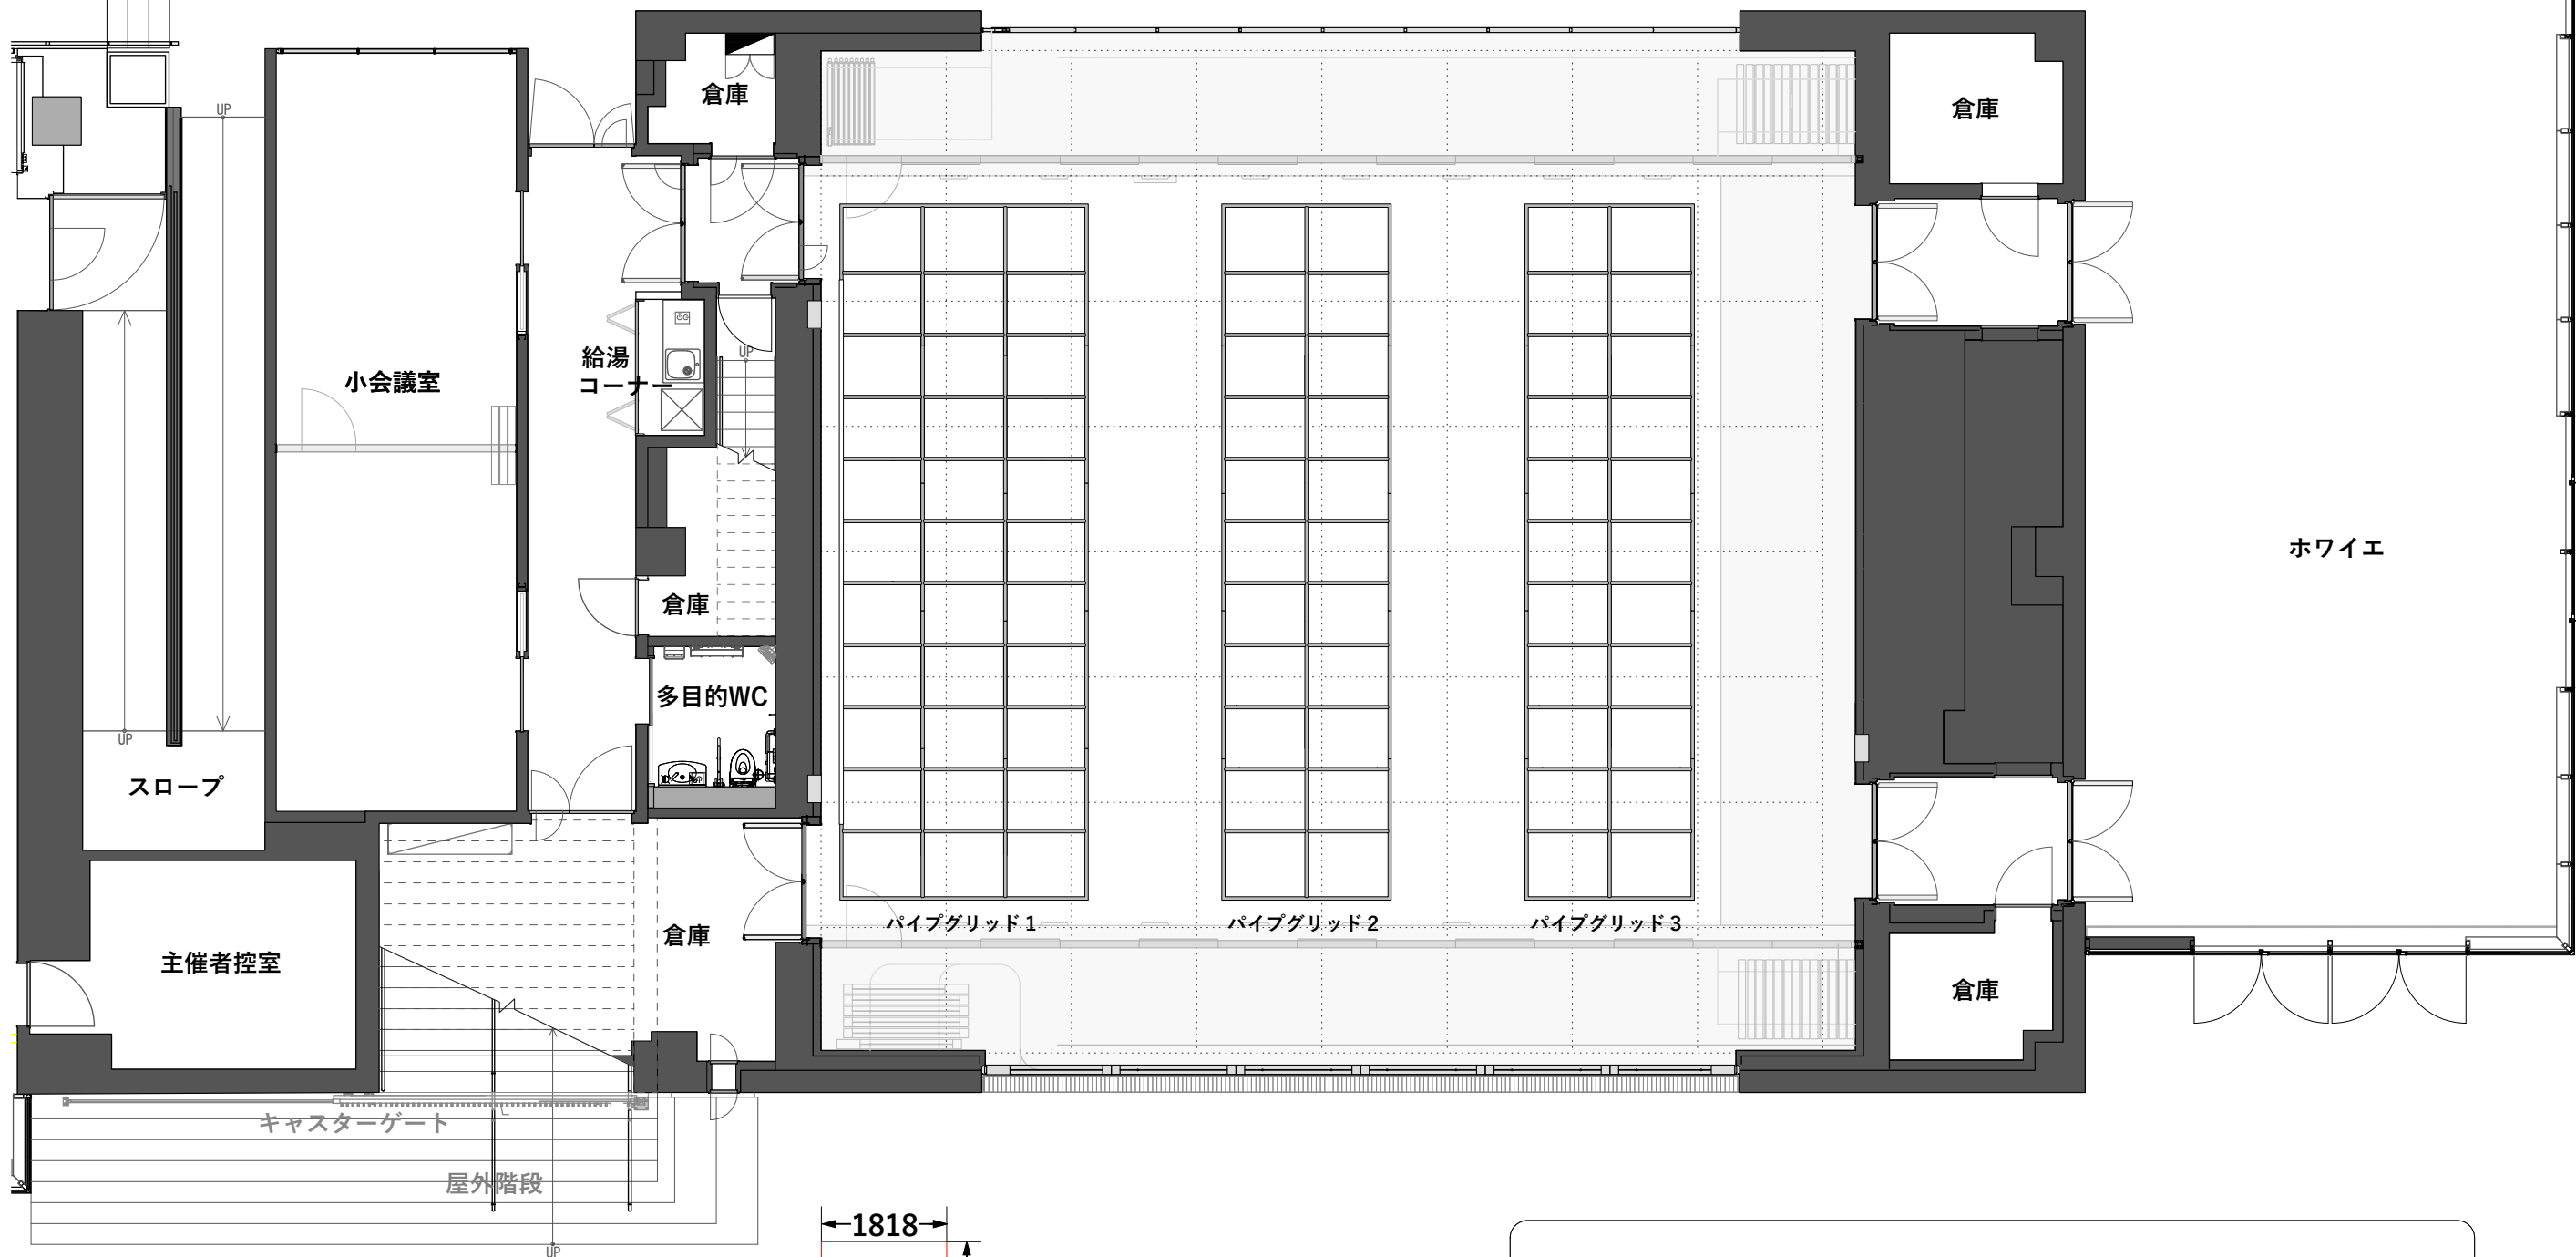 倉庫
倉庫
UP
UP
給湯
コーナー
小会議室
ホワイエ
倉庫
多目的WC
UP
スロープ
パイプグリッド1
パイプグリッド2
パイプグリッド3
倉庫
主催者控室
倉庫
キャスターゲート
屋外階段
1818
UP